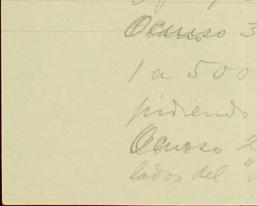 Ocurso 3
1 a 500
pidiendo
Ocurso 2
lados del "